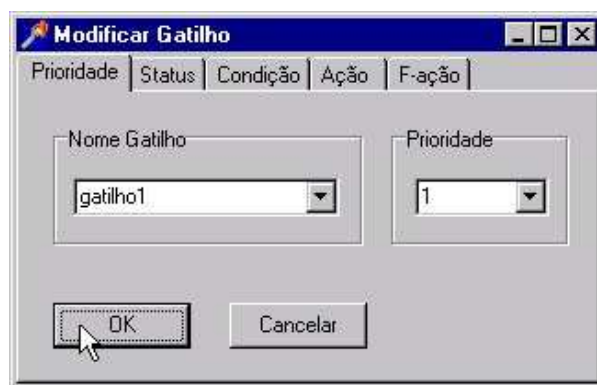 Modificar Gatilho
Prioridade Status Condição Ação F-ação
Nome Gatilho Prioridade
gatilho1 1
OK Cancelar